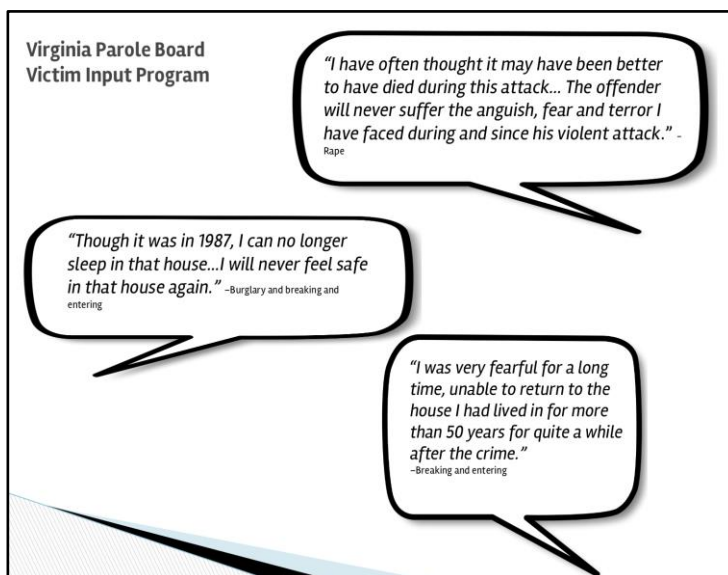 Virginia Parole Board
Victim Input Program
“I have often thought it may have been better
to have died during this attack... The offender
will never suffer the anguish, fear and terror I
have faced during and since his violent attack.” -
Rape
“Though it was in 1987, I can no longer
sleep in that house...I will never feel safe
in that house again.” –Burglary and breaking and
entering
“I was very fearful for a long
time, unable to return to the
house I had lived in for more
than 50 years for quite a while
after the crime.”
–Breaking and entering